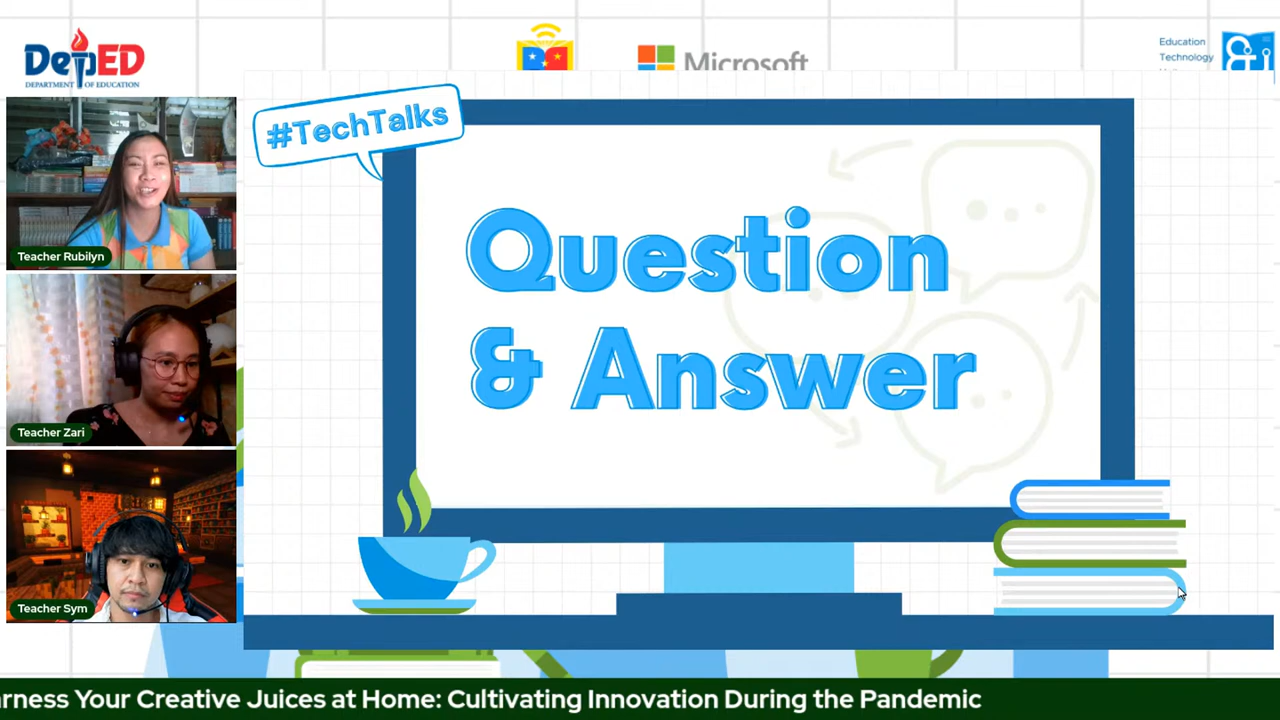 DepED
DEPARTMENT OF EDUCATION
Microsoft
Education
Technology
#TechTalks
Question
& Answer
Teacher Rubilyn
Teacher Zari
Teacher Sym
arness Your Creative Juices at Home: Cultivating Innovation During the Pandemic